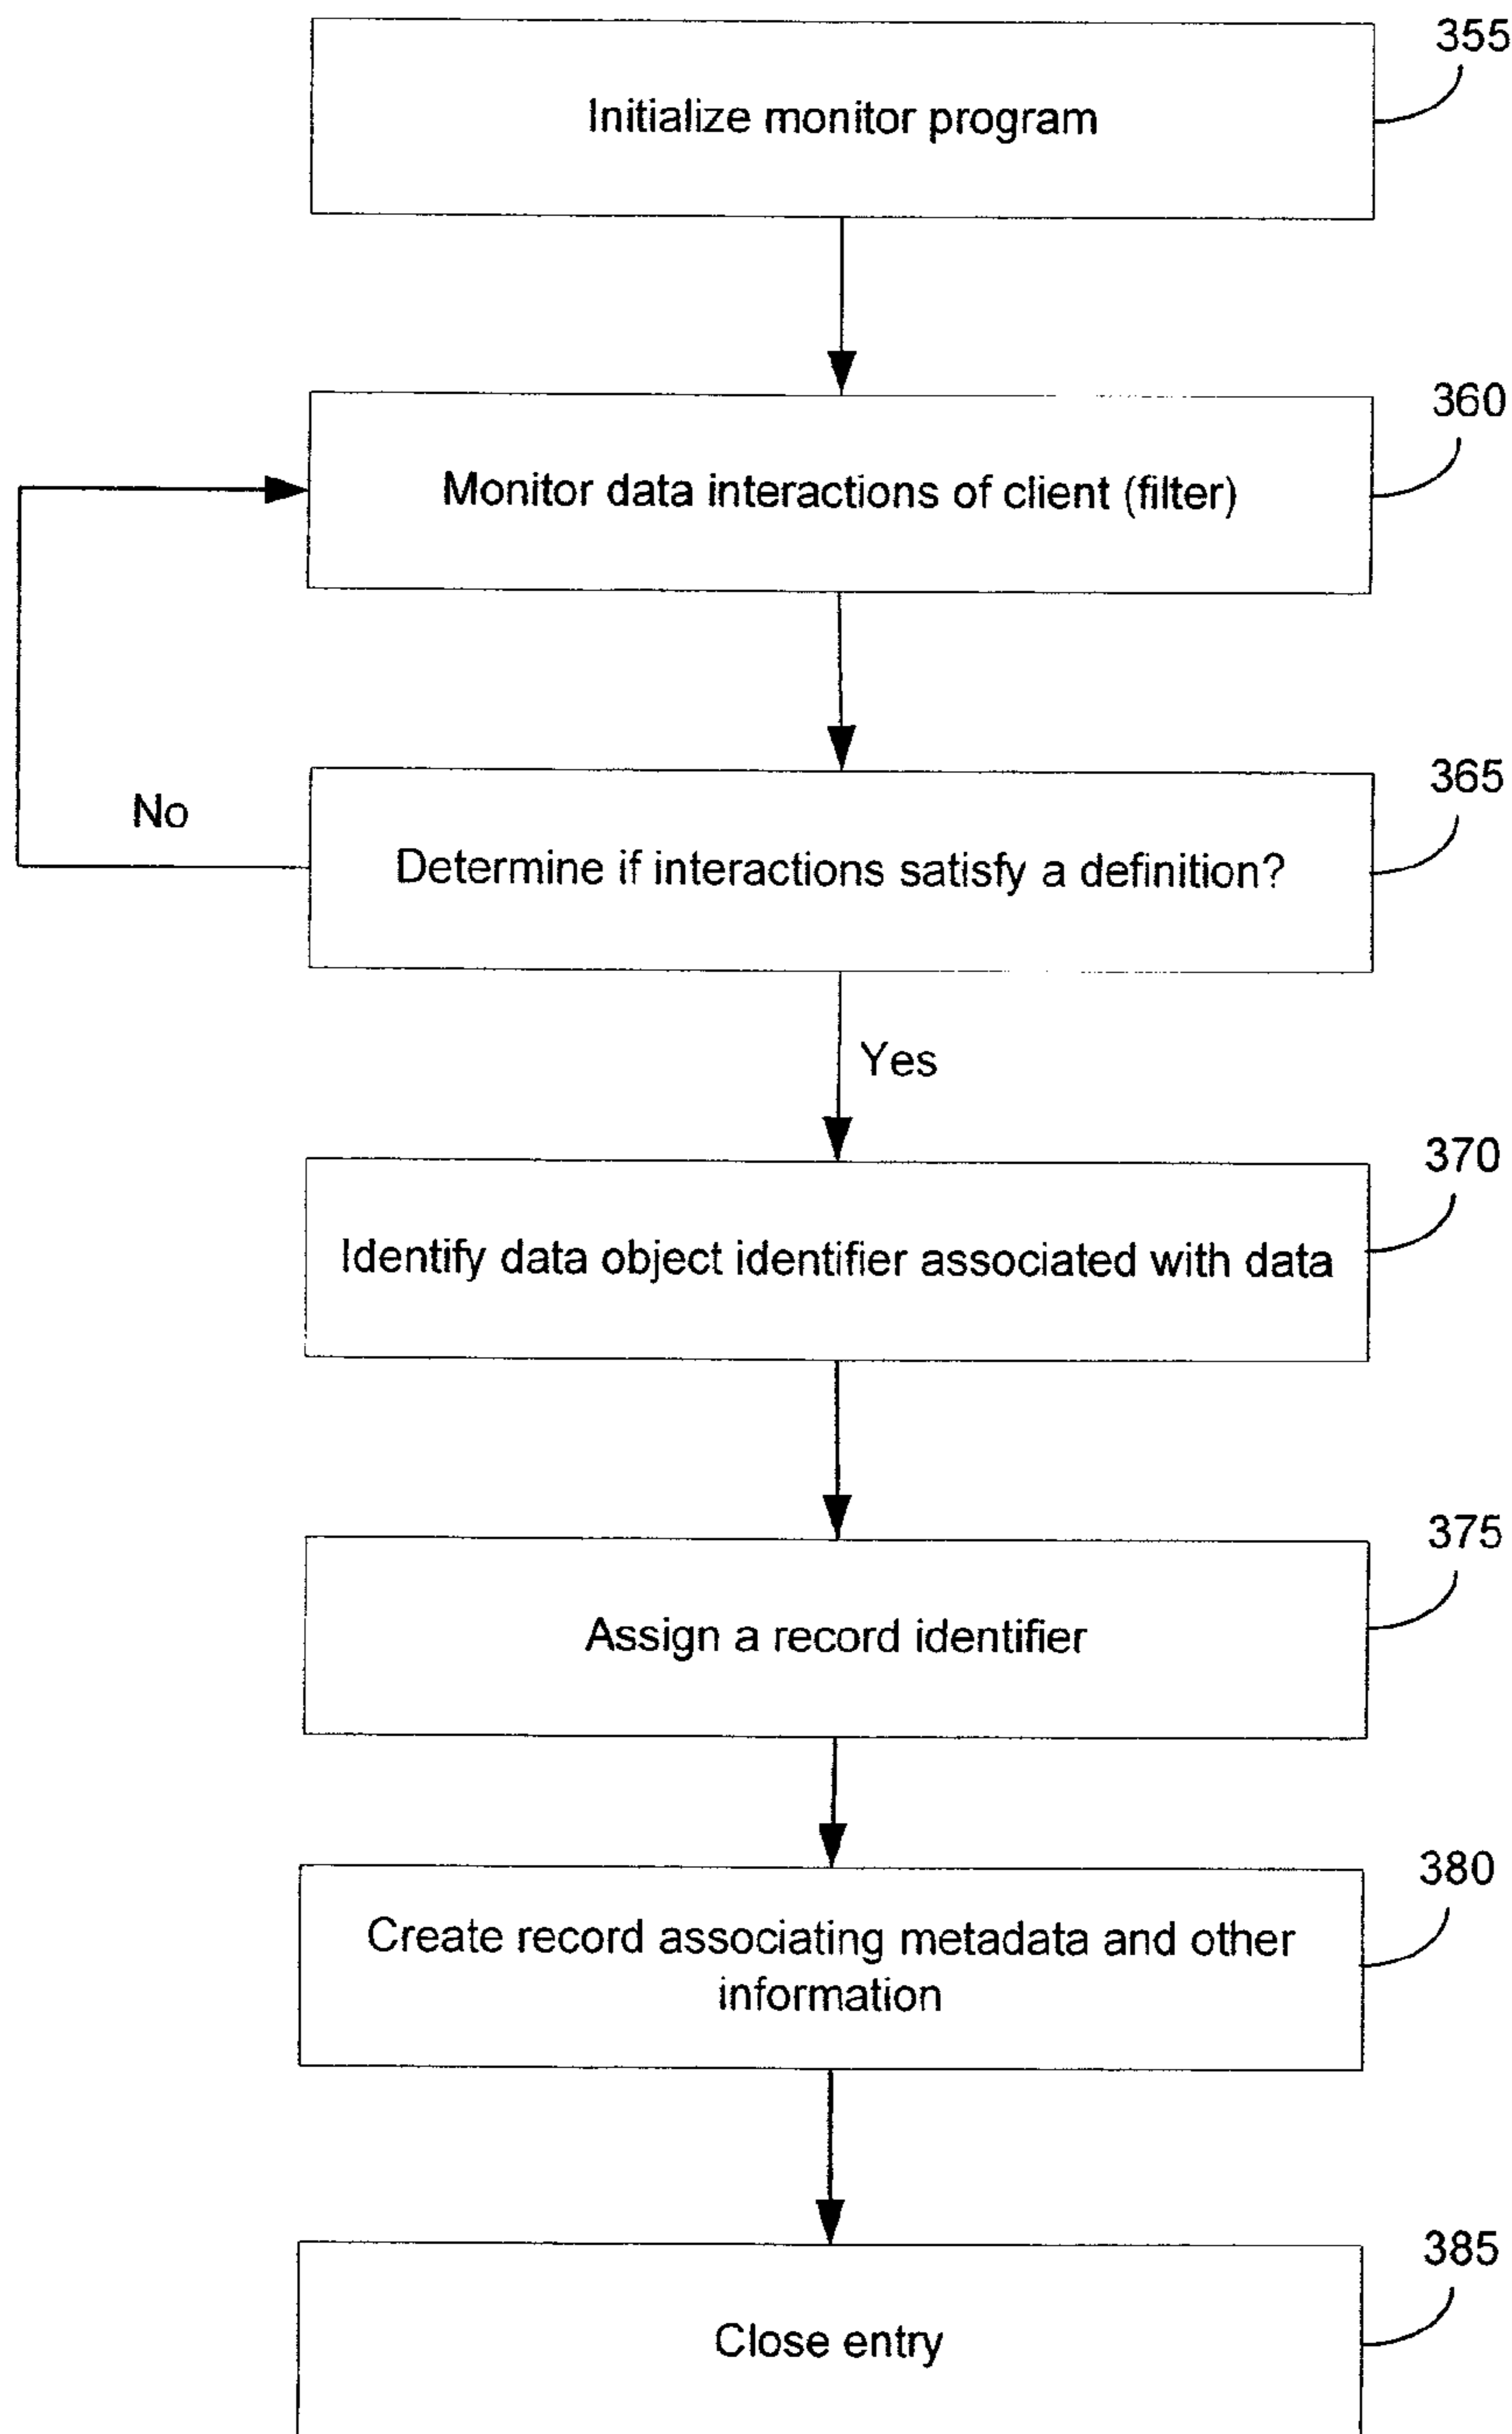 355
Initialize monitor program
360
Monitor data interactions of client (filter)
365
No
Determine if interactions satisfy a definition?
Yes
370
Identify data object identifier associated with data
375
Assign a record identifier
380
Create record associating metadata and other
information
385
Close entry